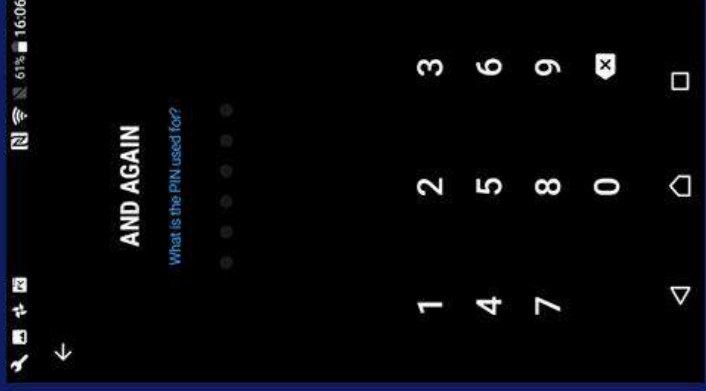 61% 16:06
AND AGAIN
What is the PIN used for?
1 2 3
4 5 6
7 8 9
0